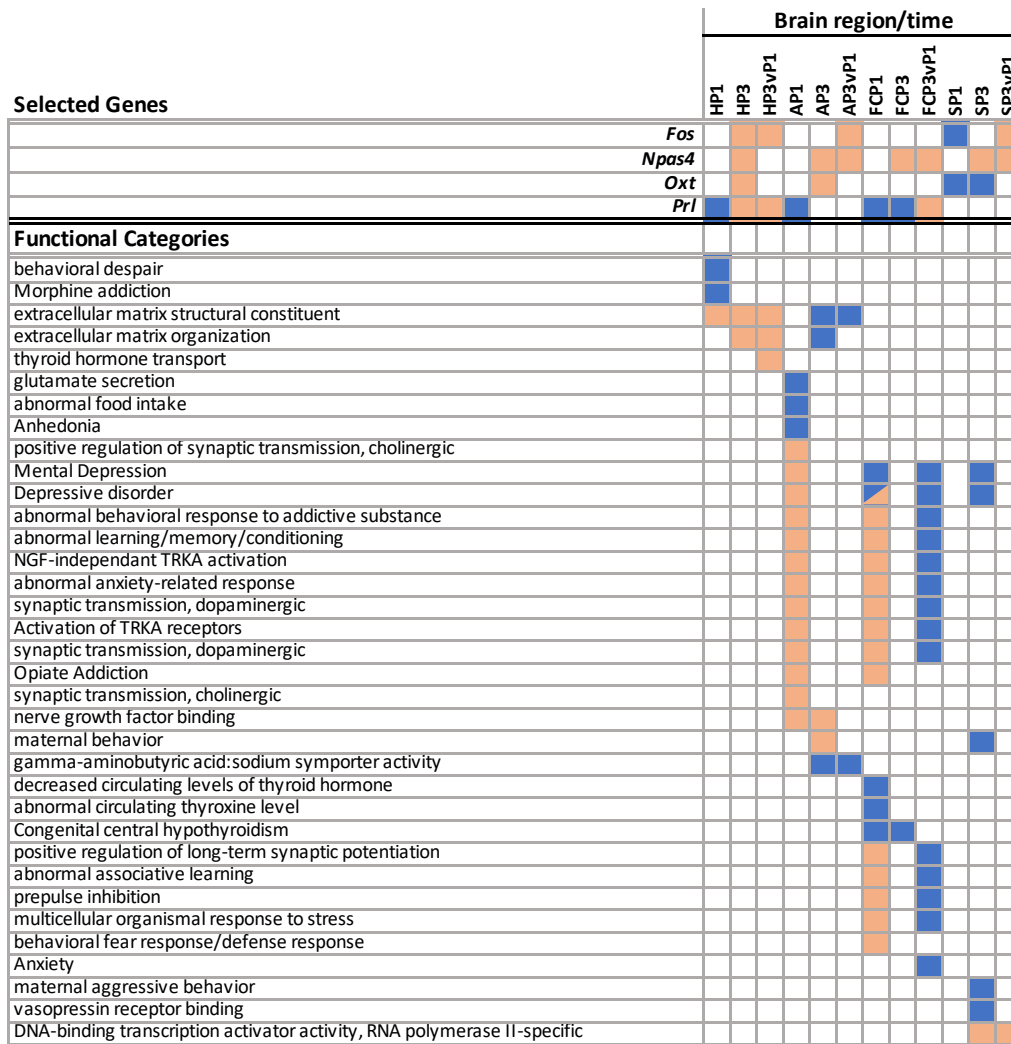 Brain region/time
Selected Genes HP1 HP3 HP3vP1 AP1 AP3 AP3vP1 FCP1 FCP3 FCP3vP1 SP1 SP3 SP3vP1
Fos
Npas4
Oxt
Prl
Functional Categories
behavioral despair
Morphine addiction
extracellular matrix structural constituent
extracellular matrix organization
thyroid hormone transport
glutamate secretion
abnormal food intake
Anhedonia
positive regulation of synaptic transmission, cholinergic
Mental Depression
Depressive disorder
abnormal behavioral response to addictive substance
abnormal learning/memory/conditioning
NGF-independant TRKA activation
abnormal anxiety-related response
synaptic transmission, dopaminergic
Activation of TRKA receptors
synaptic transmission, dopaminergic
Opiate Addiction
synaptic transmission, cholinergic
nerve growth factor binding
maternal behavior
gamma-aminobutyric acid:sodium symporter activity
decreased circulating levels of thyroid hormone
abnormal circulating thyroxine level
Congenital central hypothyroidism
positive regulation of long-term synaptic potentiation
abnormal associative learning
prepulse inhibition
multicellular organismal response to stress
behavioral fear response/defense response
Anxiety
maternal aggressive behavior
vasopressin receptor binding
DNA-binding transcription activator activity, RNA polymerase II-specific